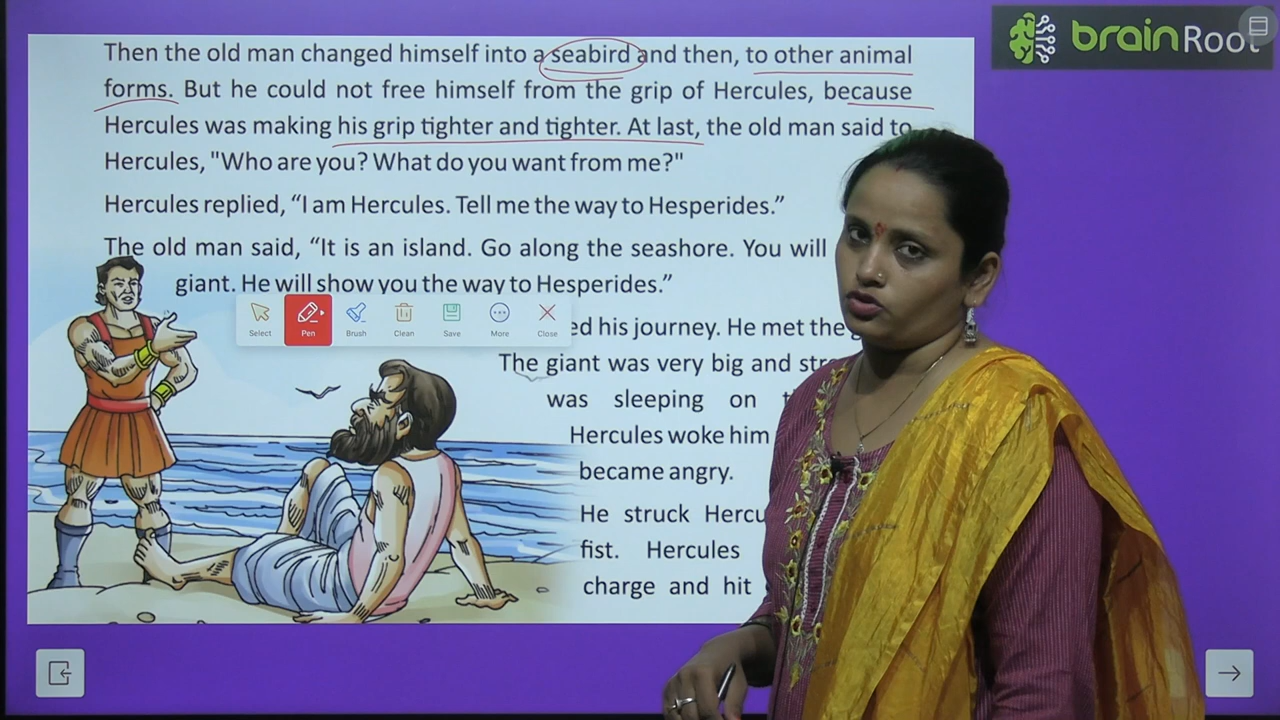 Then the old man changed himself into a seabird and then, to other animal
forms. But he could not free himself from the grip of Hercules, because
Hercules was making his grip tighter and tighter. At last, the old man said to
Hercules, "Who are you? What do you want from me?"
Hercules replied, “I am Hercules. Tell me the way to Hesperides.”
The old man said, “It is an island. Go along the seashore. You will
giant. He will show you the way to Hesperides.”
his journey. He met the
The giant was very big and
was sleeping on
Hercules woke him
became angry.
He struck
fist. Hercules
charge and hit
Select
Pen
Brush
Clean
Save
More
Close
brainRoot